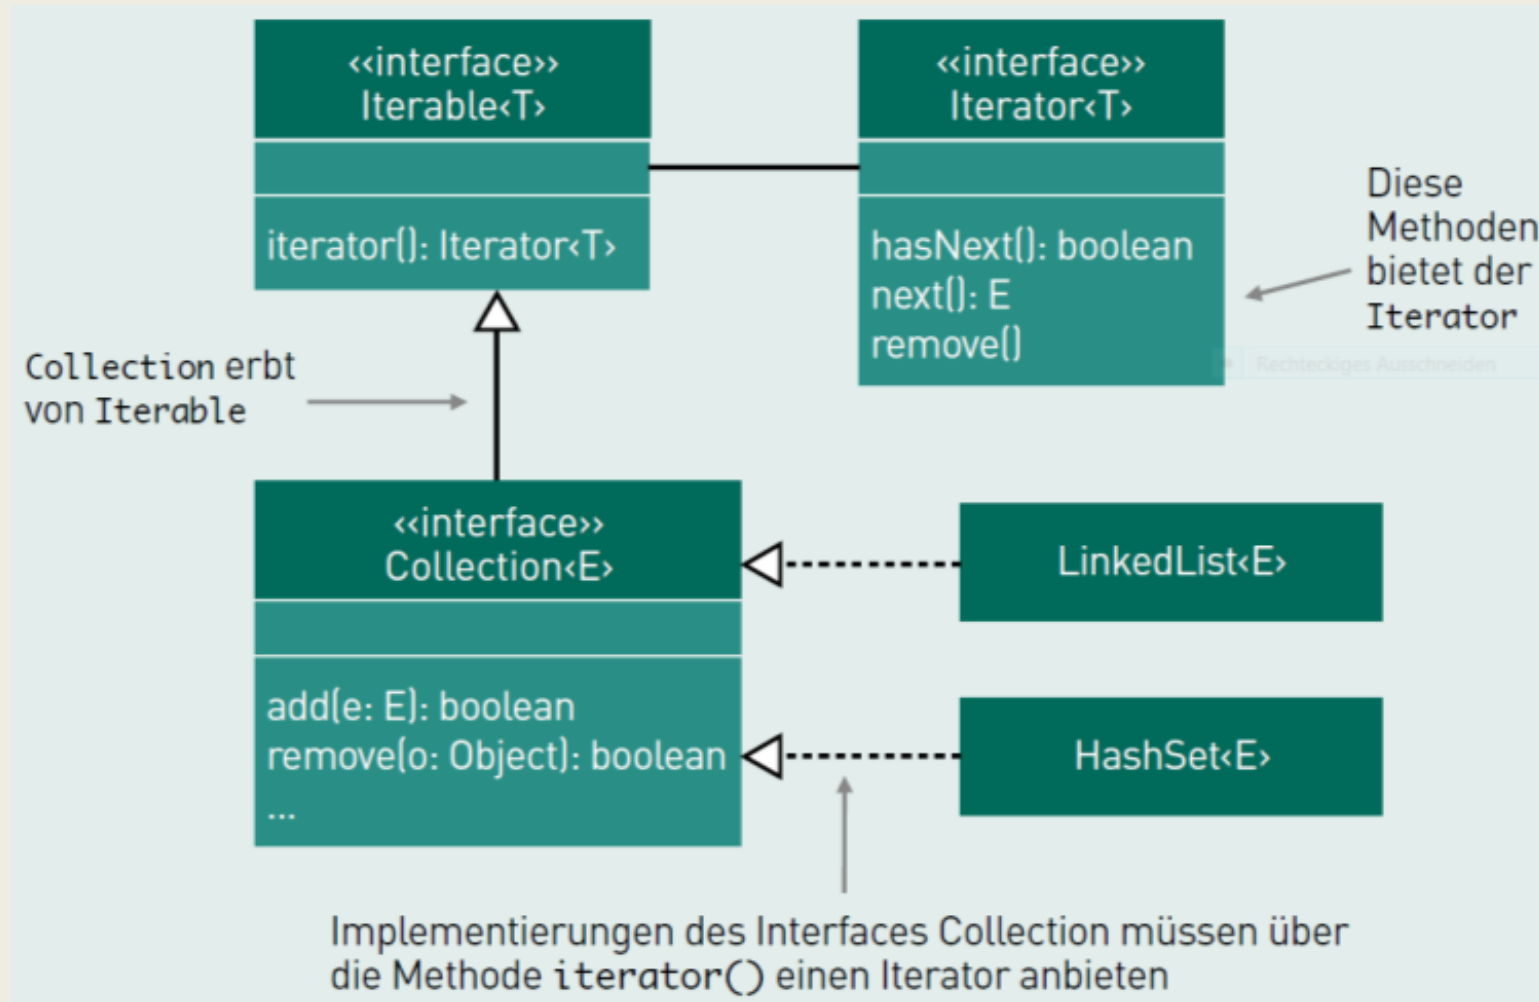 <<interface>>
Iterable<T>
iterator(): Iterator<T>
<<interface>>
Iterator<T>
hasNext(): boolean
next(): E
remove()
Diese
Methoden
bietet der
Iterator
Rechteckiges Ausschneiden
Collection erbt
von Iterable
<<interface>>
Collection<E>
add(e: E): boolean
remove(o: Object): boolean
...
LinkedList<E>
HashSet<E>
Implementierungen des Interfaces Collection müssen über
die Methode iterator() einen Iterator anbieten